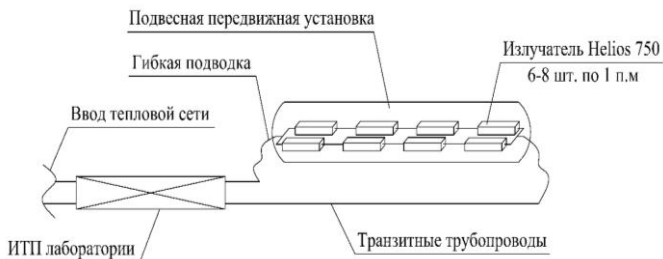 Подвесная передвижная установка
Излучатель Helios 750
6-8 шт. по 1 п.м
Гибкая подводка
Ввод тепловой сети
ИТП лаборатории
Транзитные трубопроводы